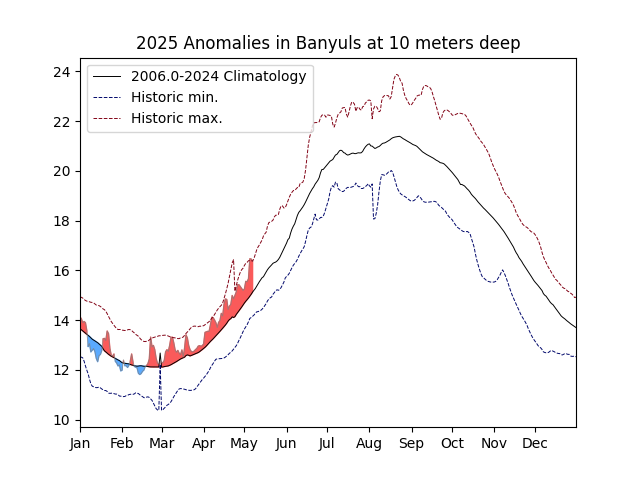 2025 Anomalies in Banyuls at 10 meters deep
2006.0-2024 Climatology
Historic min.
Historic max.
24
22
20
18
16
14
12
10
Jan Feb Mar Apr May Jun Jul Aug Sep Oct Nov Dec